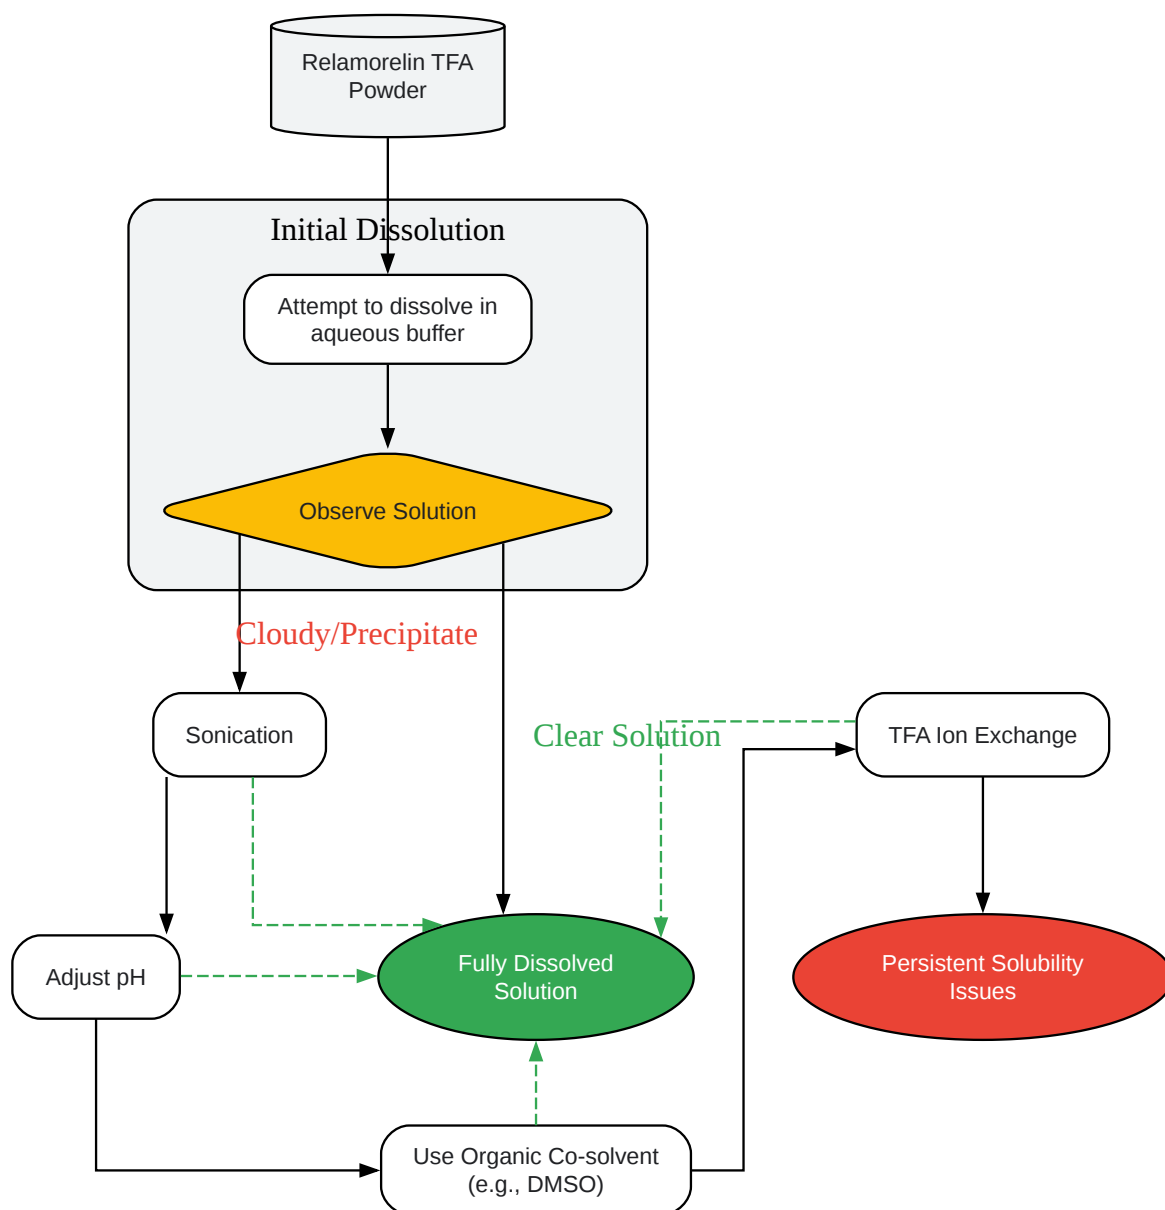 Relamorelin TFA
Powder
Initial Dissolution
Attempt to dissolve in
aqueous buffer
Observe Solution
Cloudy/Precipitate
Sonication
Clear Solution
TFA Ion Exchange
Adjust pH
Fully Dissolved
Solution
Persistent Solubility
Issues
Use Organic Co-solvent
(e.g., DMSO)